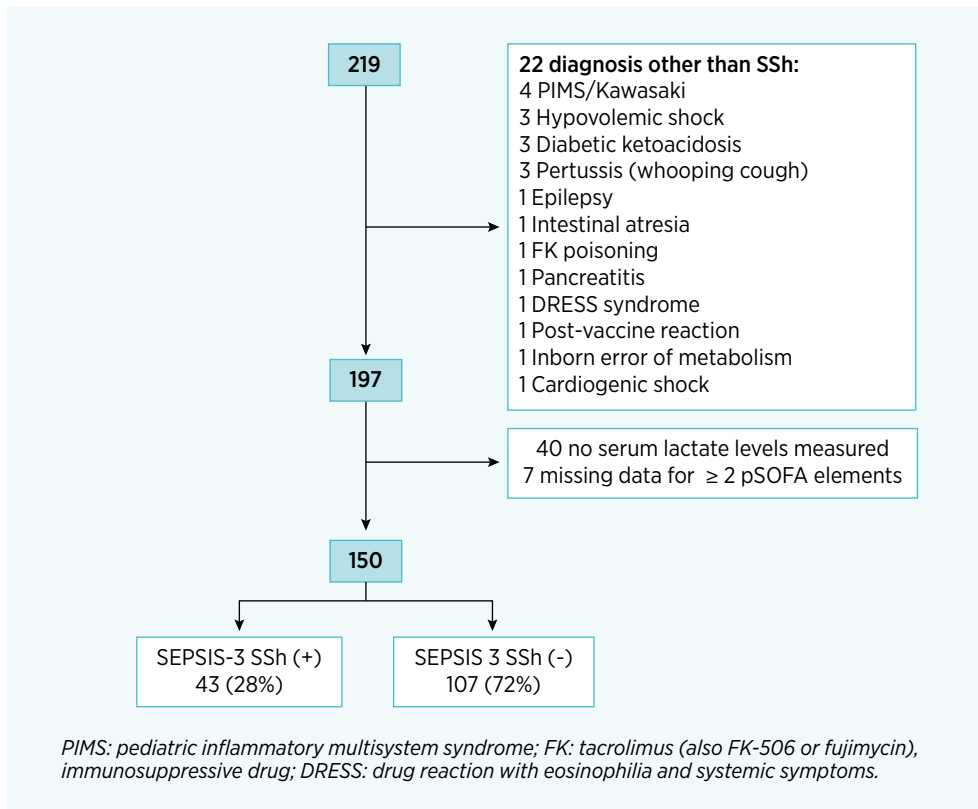 219
22 diagnosis other than SSh:
4 PIMS/Kawasaki
3 Hypovolemic shock
3 Diabetic ketoacidosis
3 Pertussis (whooping cough)
1 Epilepsy
1 Intestinal atresia
1 FK poisoning
1 Pancreatitis
1 DRESS syndrome
1 Post-vaccine reaction
1 Inborn error of metabolism
1 Cardiogenic shock
197
40 no serum lactate levels measured
7 missing data for ≥ 2 pSOFA elements
150
SEPSIS-3 SSh (+)
43 (28%)
SEPSIS 3 SSh (-)
107 (72%)
PIMS: pediatric inflammatory multisystem syndrome; FK: tacrolimus (also FK-506 or fujimycin),
immunosuppressive drug; DRESS: drug reaction with eosinophilia and systemic symptoms.